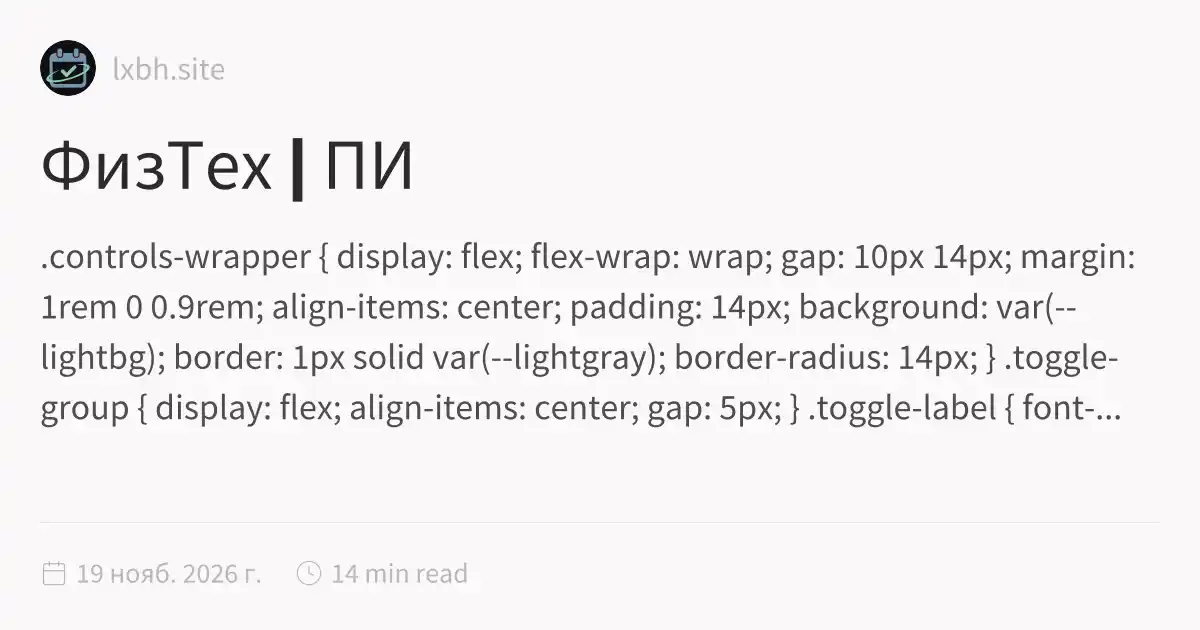 lxbh.site
ФизТех┃ПИ
.controls-wrapper { display: flex; flex-wrap: wrap; gap: 10px 14px; margin:
1rem 0 0.9rem; align-items: center; padding: 14px; background: var(--
lightbg); border: 1px solid var(--lightgray); border-radius: 14px; } .toggle-
group { display: flex; align-items: center; gap: 5px; } .toggle-label { font-...
19 нояб. 2026 г.
14 min read